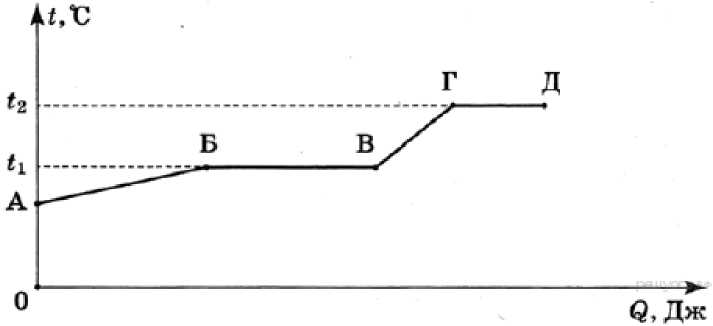 t, °C
Г Д
t₂
Б В
t₁
А
0
Q, Дж